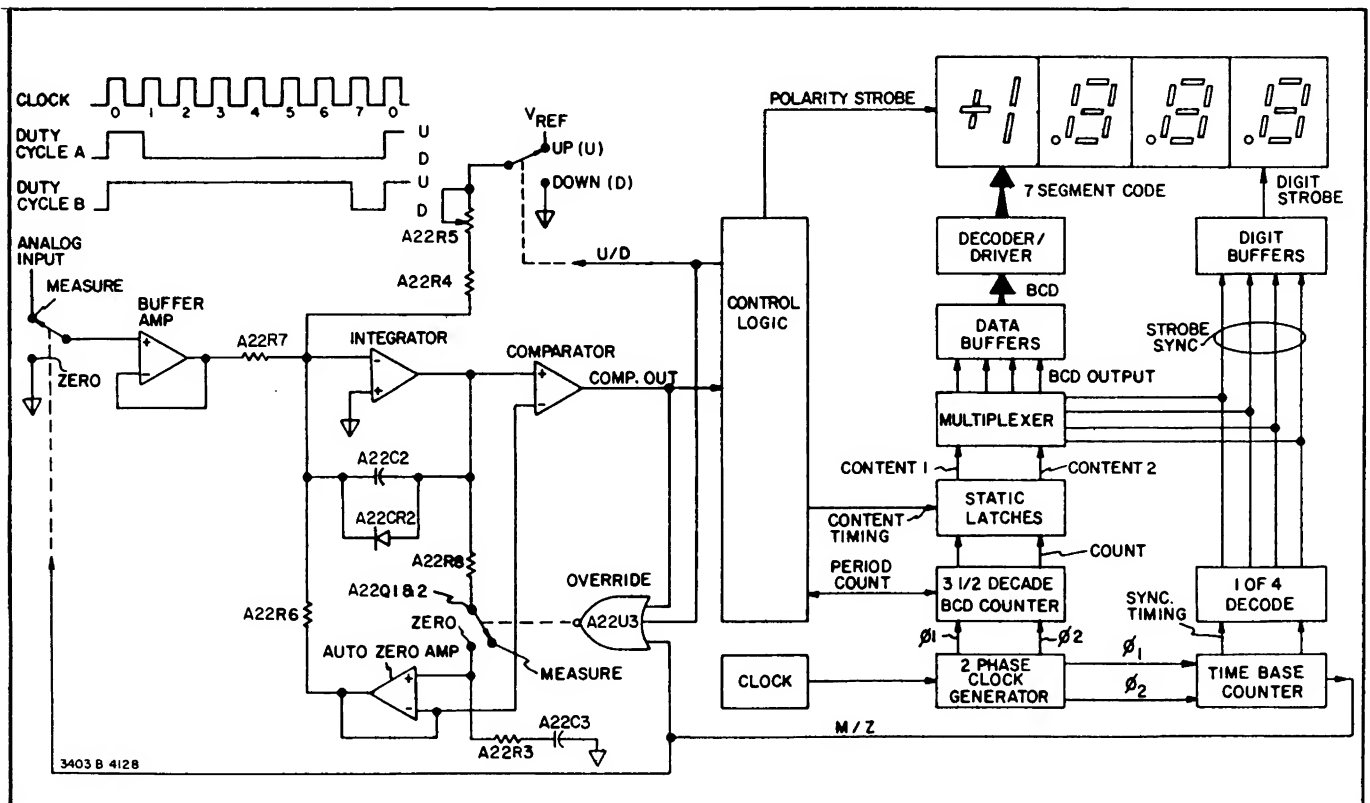 CLOCK
0 1 2 3 4 5 6 7 0
DUTY
CYCLE A
U
D
DUTY
CYCLE B
U
D
VREF
UP (U)
DOWN (D)
A22R5
A22R4
U/D
ANALOG
INPUT
MEASURE
ZERO
BUFFER
AMP
A22R7
INTEGRATOR
COMPARATOR
COMP. OUT
A22C2
A22CR2
A22R8
A22Q1&2
ZERO
MEASURE
OVERRIDE
A22U3
A22R6
AUTO ZERO AMP
A22R3
A22C3
3403 B 4128
POLARITY STROBE
CONTROL
LOGIC
CONTENT
TIMING
PERIOD
COUNT
CLOCK
M/Z
+1 .8 .8 .8
7 SEGMENT CODE
DIGIT
STROBE
DECODER/
DRIVER
BCD
DATA
BUFFERS
BCD OUTPUT
MULTIPLEXER
CONTENT 1
CONTENT 2
STATIC
LATCHES
COUNT
3 1/2 DECADE
BCD COUNTER
ø1
ø2
2 PHASE
CLOCK
GENERATOR
ø1
ø2
DIGIT
BUFFERS
STROBE
SYNC
1 OF 4
DECODE
SYNC.
TIMING
TIME BASE
COUNTER